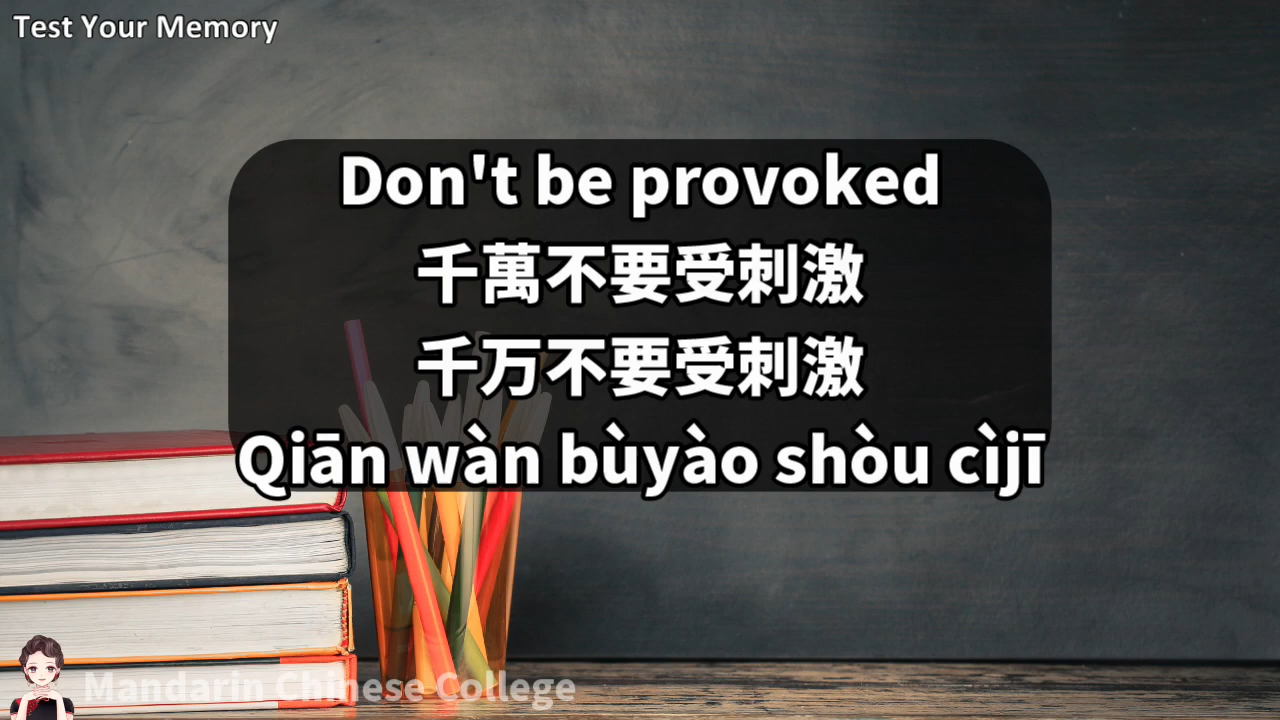 Test Your Memory
Don't be provoked
千萬不要受刺激
千万不要受刺激
Qiān wàn bùyào shòu cìjī
Mandarin Chinese College